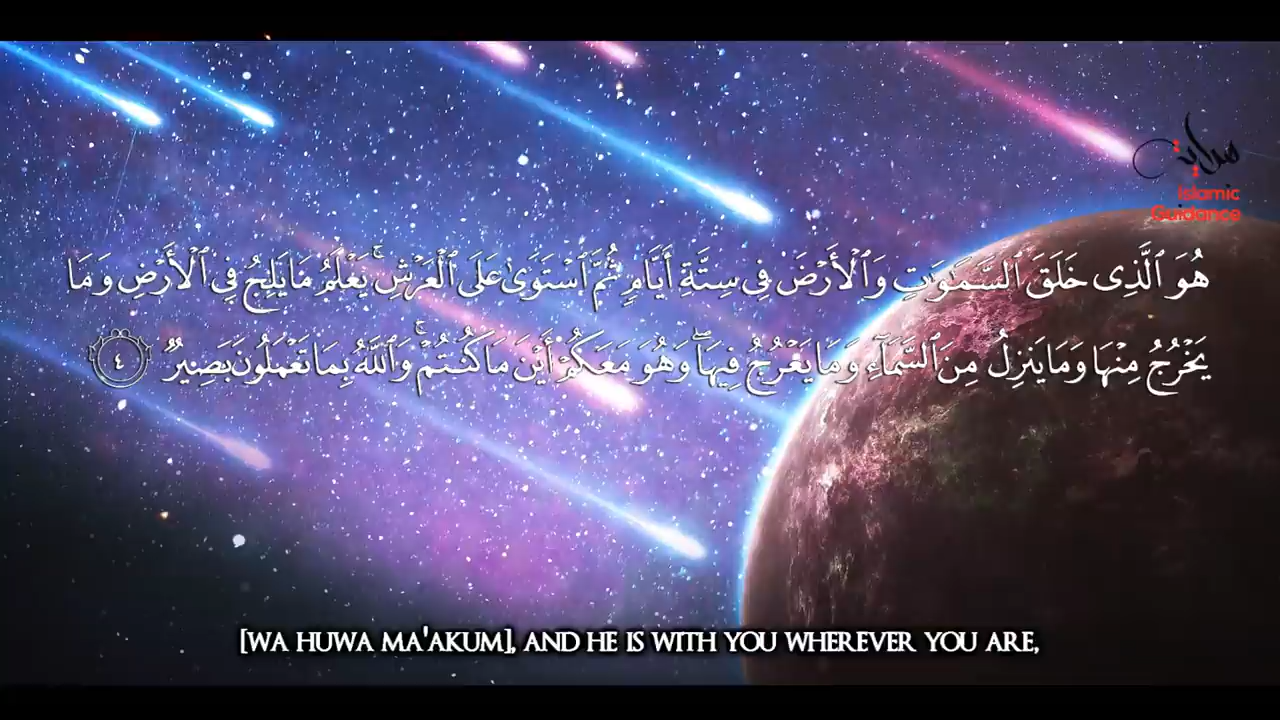 هداية
Islamic
Guidance
هُوَ ٱلَّذِى خَلَقَ ٱلسَّمَـٰوَٰتِ وَٱلْأَرْضَ فِى سِتَّةِ أَيَّامٍ ثُمَّ ٱسْتَوَىٰ عَلَى ٱلْعَرْشِ ۚ يَعْلَمُ مَا يَلِجُ فِى ٱلْأَرْضِ وَمَا
يَخْرُجُ مِنْهَا وَمَا يَنزِلُ مِنَ ٱلسَّمَآءِ وَمَا يَعْرُجُ فِيهَا ۖ وَهُوَ مَعَكُمْ أَيْنَ مَا كُنتُمْ ۚ وَٱللَّهُ بِمَا تَعْمَلُونَ بَصِيرٌ ٤
[WA HUWA MA'AKUM], AND HE IS WITH YOU WHEREVER YOU ARE,